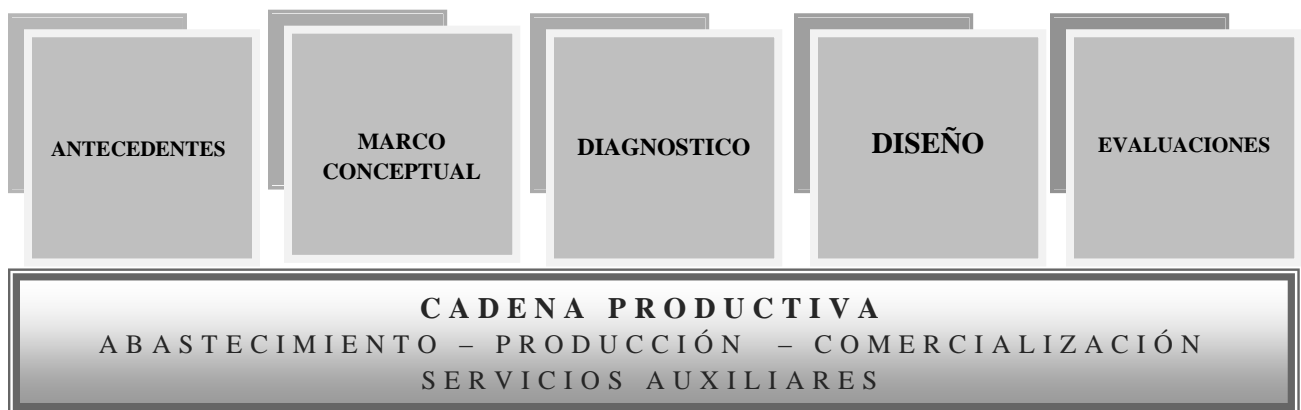 ANTECEDENTES
MARCO
CONCEPTUAL
DIAGNOSTICO
DISEÑO
EVALUACIONES
CADENA PRODUCTIVA
ABASTECIMIENTO – PRODUCCIÓN – COMERCIALIZACIÓN
SERVICIOS AUXILIARES